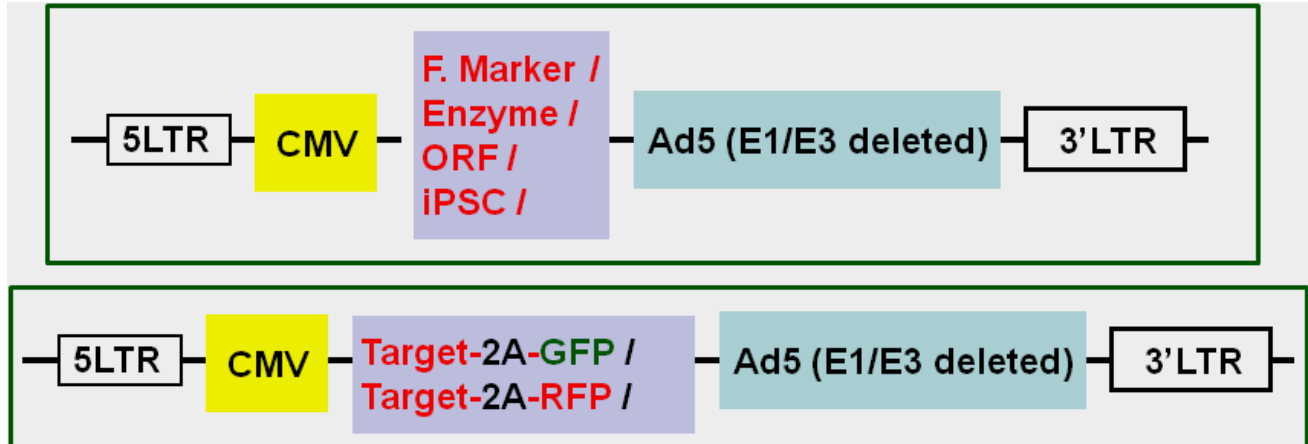 5LTR
CMV
F. Marker /
Enzyme /
ORF /
iPSC /
Ad5 (E1/E3 deleted)
3'LTR
5LTR
CMV
Target-2A-GFP /
Target-2A-RFP /
Ad5 (E1/E3 deleted)
3'LTR